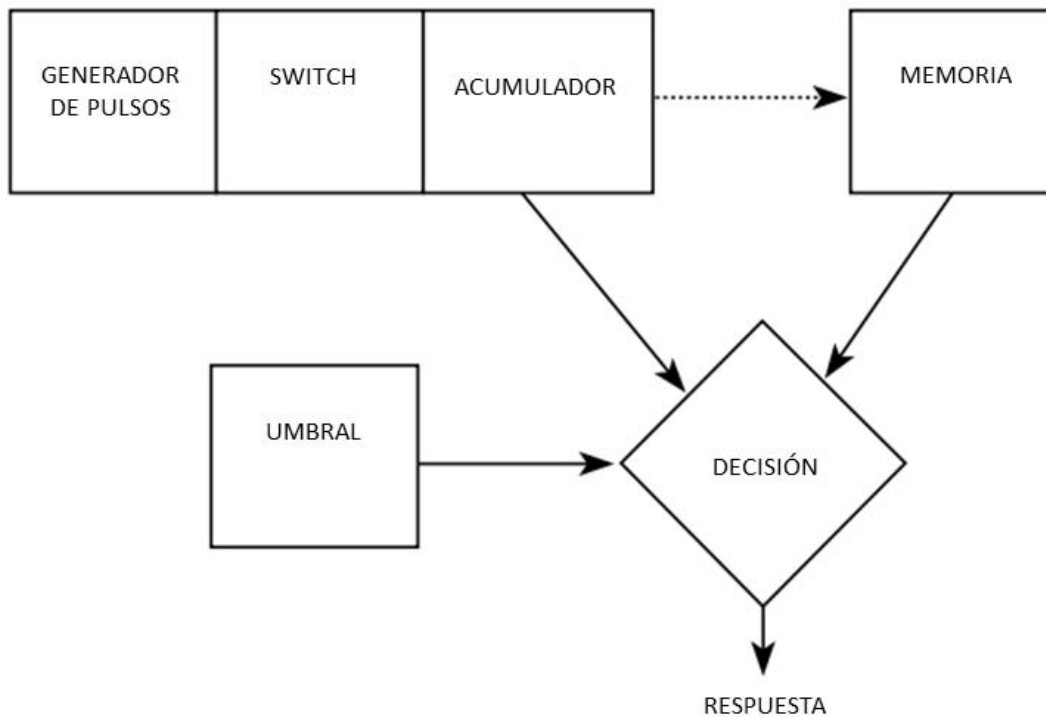 GENERADOR
DE PULSOS
SWITCH
ACUMULADOR
MEMORIA
UMBRAL
DECISIÓN
RESPUESTA